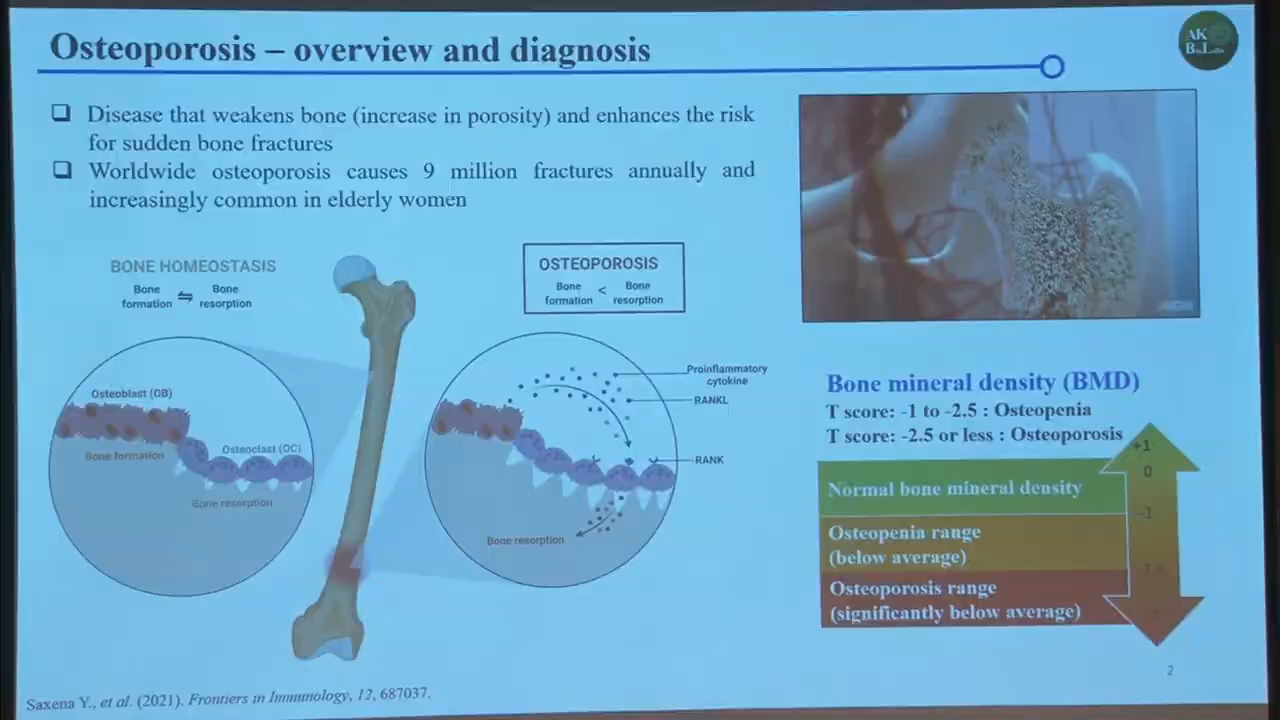 Osteoporosis – overview and diagnosis
AK
❑ Disease that weakens bone (increase in porosity) and enhances the risk
for sudden bone fractures
❑ Worldwide osteoporosis causes 9 million fractures annually and
increasingly common in elderly women
BONE HOMEOSTASIS
Bone formation ⇋ Bone resorption
OSTEOPOROSIS
Bone formation < Bone resorption
Osteoblast (OB)
Bone formation
Osteoclast (OC)
Bone resorption
Proinflammatory
cytokine
RANKL
RANK
Bone resorption
Bone mineral density (BMD)
T score: -1 to -2.5 : Osteopenia
T score: -2.5 or less : Osteoporosis
+1
0
-1
Normal bone mineral density
Osteopenia range
(below average)
Osteoporosis range
(significantly below average)
Saxena Y., et al. (2021). Frontiers in Immunology, 12, 687037.
2